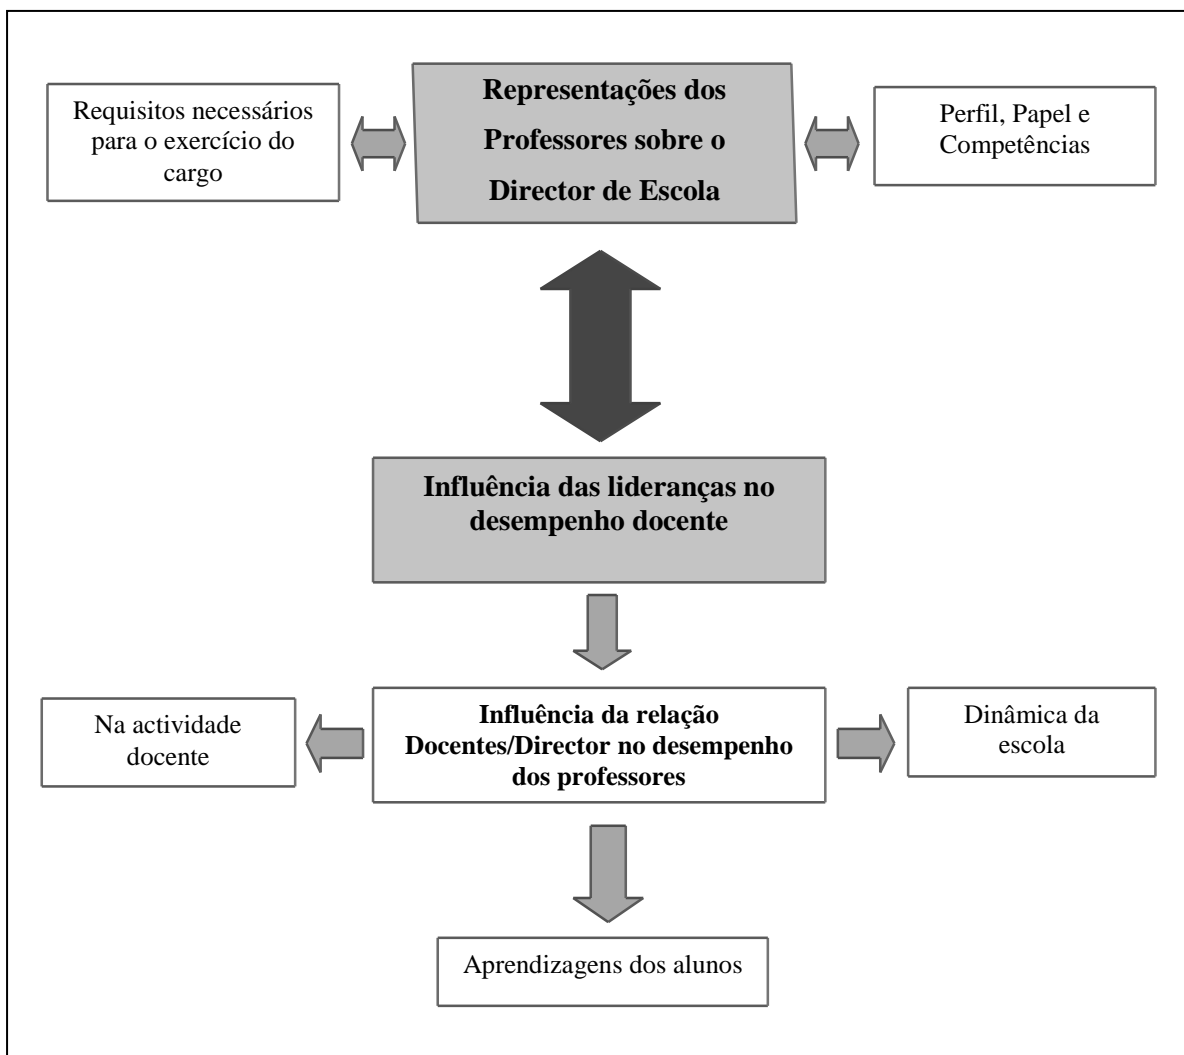 Requisitos necessários
para o exercício do
cargo
Representações dos
Professores sobre o
Director de Escola
Perfil, Papel e
Competências
Influência das lideranças no
desempenho docente
Na actividade
docente
Influência da relação
Docentes/Director no desempenho
dos professores
Dinâmica da
escola
Aprendizagens dos alunos